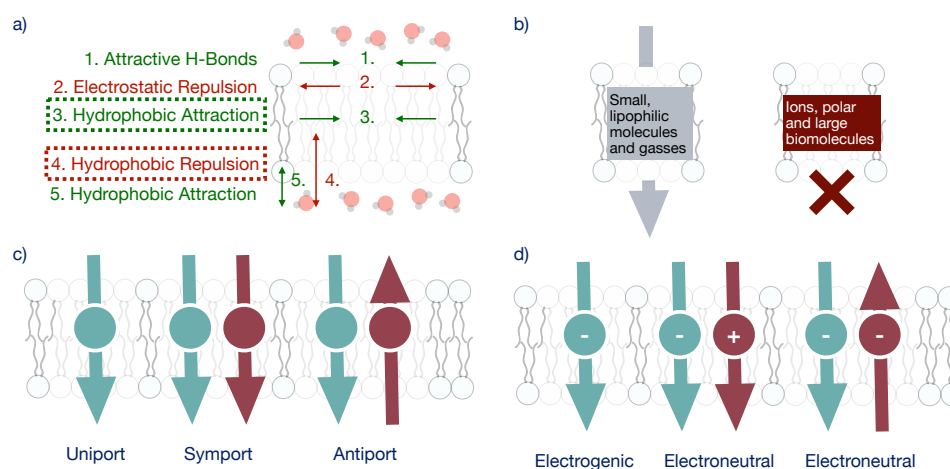 a)
1. Attractive H-Bonds
2. Electrostatic Repulsion
3. Hydrophobic Attraction
4. Hydrophobic Repulsion
5. Hydrophobic Attraction
1.
2.
3.
5.
4.
b)
Small,
lipophilic
molecules
and gasses
Ions, polar
and large
biomolecules
c)
Uniport
Symport
Antiport
d)
-
-
+
-
-
Electrogenic
Electroneutral
Electroneutral